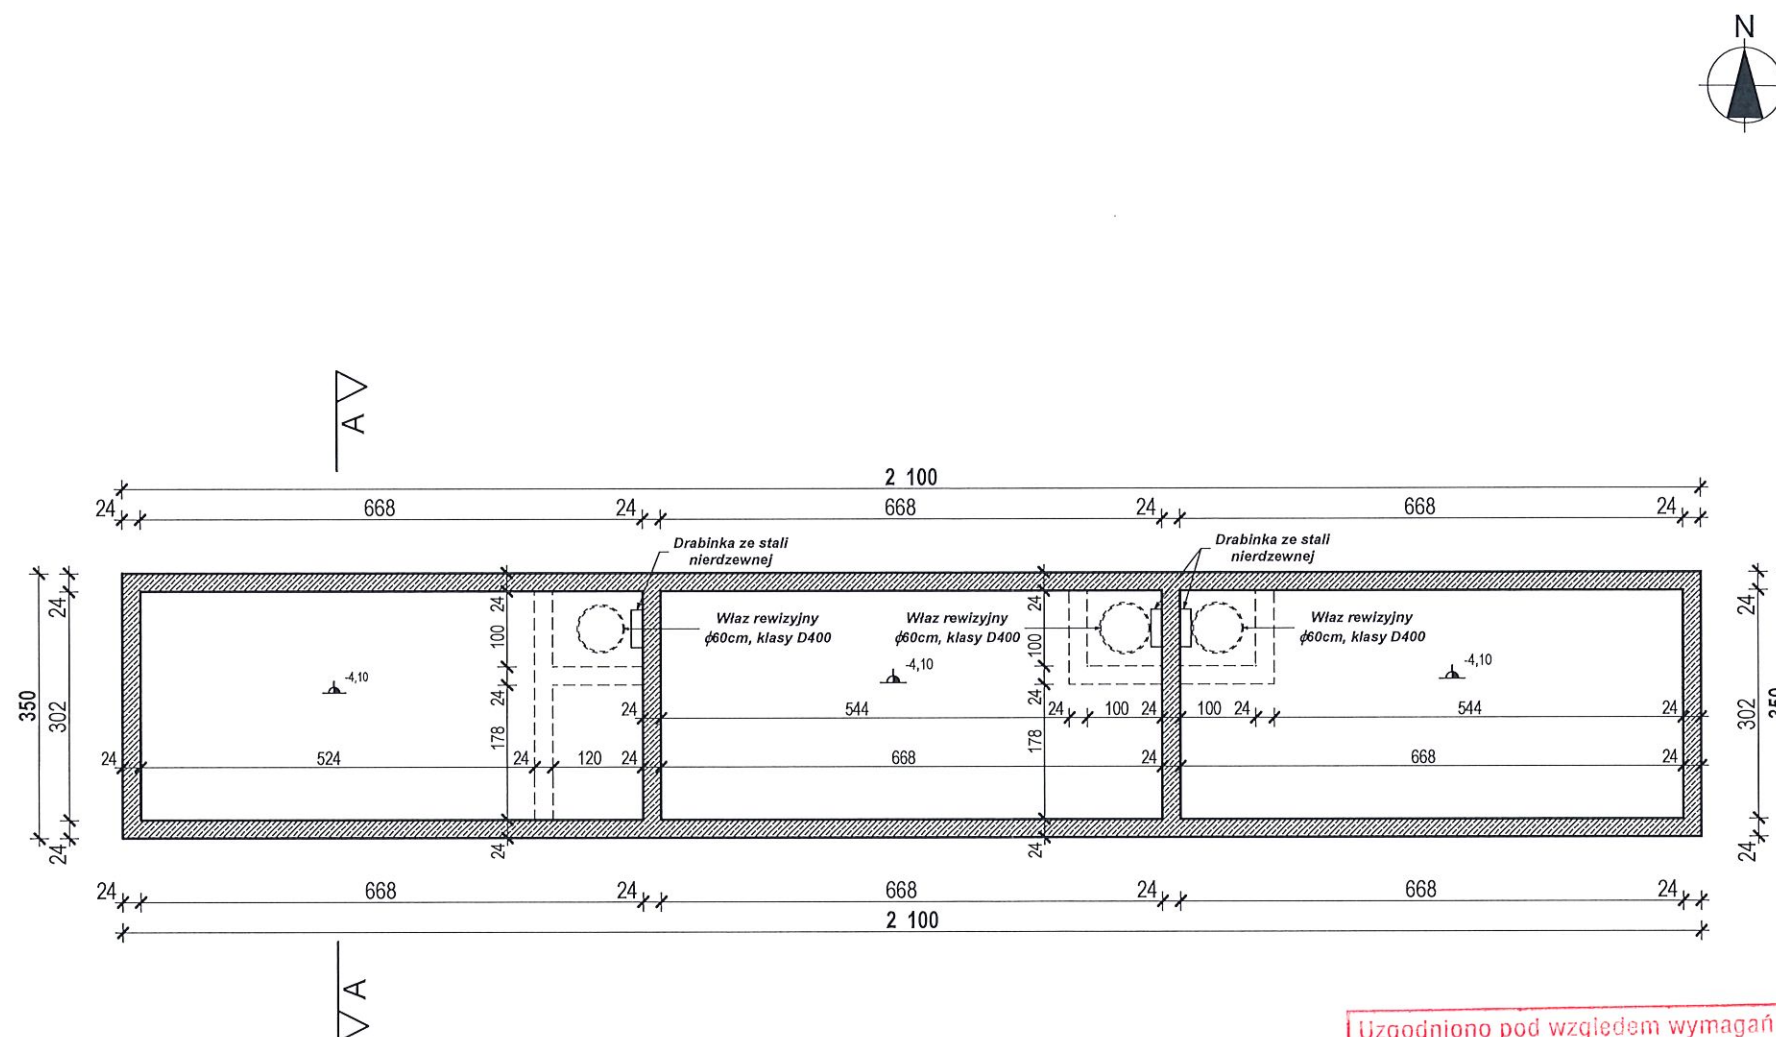 N
A
2 100
24 668 24 668 24 668 24
Drabinka ze stali
nierdzewnej
Drabinka ze stali
nierdzewnej
24
24
24
24
Właz rewizyjny
ϕ60cm, klasy D400
Właz rewizyjny
ϕ60cm, klasy D400
Właz rewizyjny
ϕ60cm, klasy D400
100
100
-4,10
-4,10
-4,10
24
24
350
302
302
350
24 544 24 100 24 100 24 544 24
178
178
24 524 24 120 24 668 24 668 24
24
24
24
24
24 668 24 668 24 668 24
2 100
A
Uzgodniono pod względem wymagań